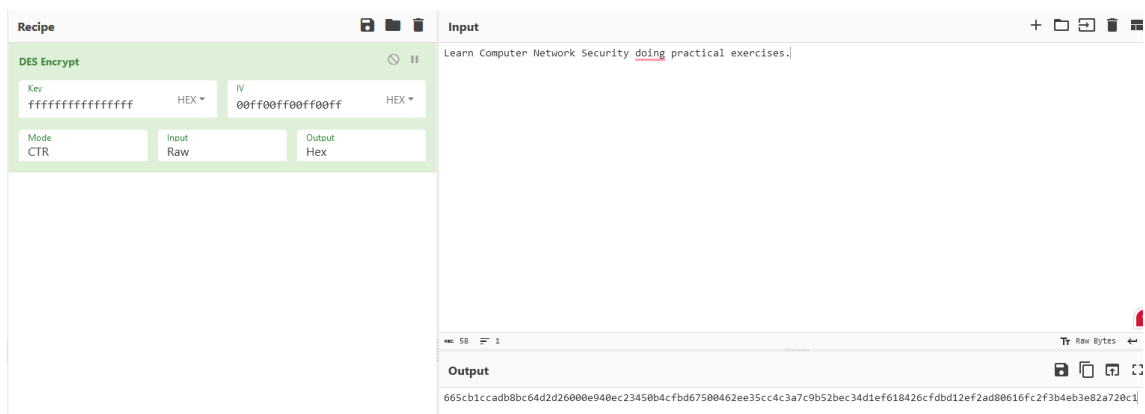 Recipe
Input
DES Encrypt
Key
ffffffffffffffff
HEX
IV
00ff00ff00ff00ff
HEX
Mode
CTR
Input
Raw
Output
Hex
Learn Computer Network Security doing practical exercises.
58
1
Raw Bytes
Output
665cb1ccadb8bc64d2d26000e940ec23450b4cfbd67500462ee35cc4c3a7c9b52bec34d1ef618426cfdbd12ef2ad80616fc2f3b4eb3e82a720c1